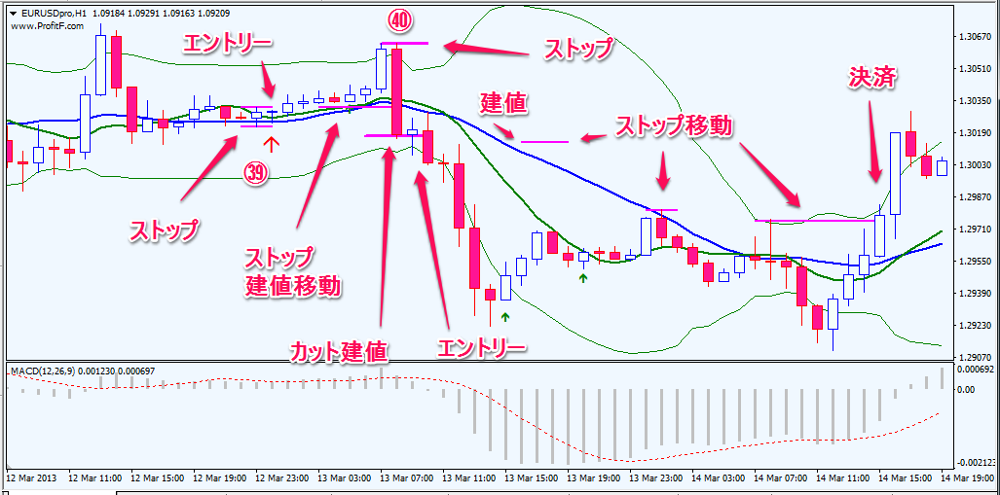 EURUSDpro,H1 1.09184 1.09291 1.09163 1.09209
www.ProfitF.com
㊵
エントリー
ストップ
建値
決済
ストップ移動
㊴
ストップ
ストップ
建値移動
カット建値
エントリー
1.30670
1.30510
1.30350
1.30190
1.30030
1.29870
1.29710
1.29550
1.29390
1.29230
1.29070
MACD(12,26,9) 0.001230 0.000697
0.000692
0.00
-0.002123
12 Mar 2013
12 Mar 11:00
12 Mar 15:00
12 Mar 19:00
12 Mar 23:00
13 Mar 03:00
13 Mar 07:00
13 Mar 11:00
13 Mar 15:00
13 Mar 19:00
13 Mar 23:00
14 Mar 03:00
14 Mar 07:00
14 Mar 11:00
14 Mar 15:00
14 Mar 19:00